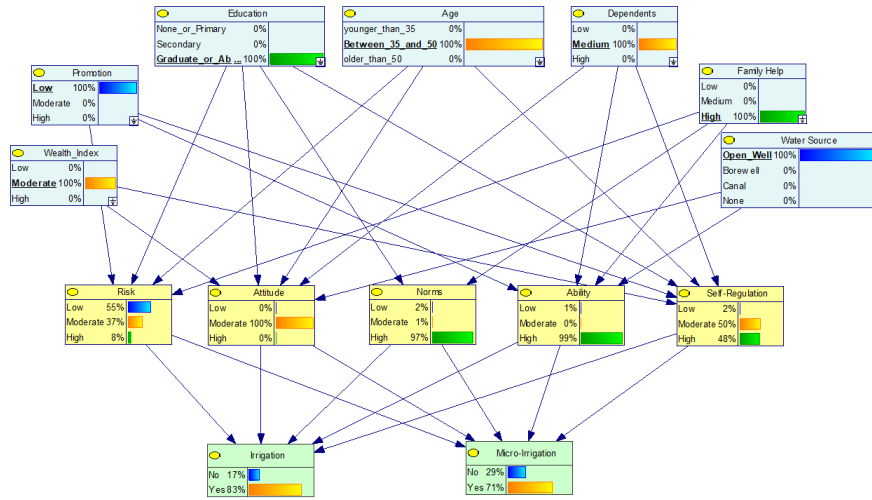 Education
None_or_Primary 0%
Secondary 0%
Graduate_or_Ab ... 100%
Age
younger_than_35 0%
Between_35_and_50 100%
older_than_50 0%
Dependents
Low 0%
Medium 100%
High 0%
Promotion
Low 100%
Moderate 0%
High 0%
Family Help
Low 0%
Medium 0%
High 100%
Wealth_Index
Low 0%
Moderate 100%
High 0%
Water Source
Open_Well 100%
Borewell 0%
Canal 0%
None 0%
Risk
Low 55%
Moderate 37%
High 8%
Attitude
Low 0%
Moderate 100%
High 0%
Norms
Low 2%
Moderate 1%
High 97%
Ability
Low 1%
Moderate 0%
High 99%
Self-Regulation
Low 2%
Moderate 50%
High 48%
Irrigation
No 17%
Yes 83%
Micro-Irrigation
No 29%
Yes 71%